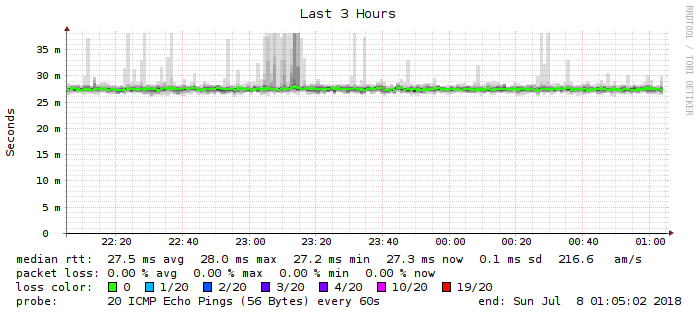 Last 3 Hours
RRDTOOL / TOBI OETIKER
Seconds
35 m
30 m
25 m
20 m
15 m
10 m
5 m
0
22:20 22:40 23:00 23:20 23:40 00:00 00:20 00:40 01:00
median rtt: 27.5 ms avg 28.0 ms max 27.2 ms min 27.3 ms now 0.1 ms sd 216.6 am/s
packet loss: 0.00 % avg 0.00 % max 0.00 % min 0.00 % now
loss color: 0 1/20 2/20 3/20 4/20 10/20 19/20
probe: 20 ICMP Echo Pings (56 Bytes) every 60s end: Sun Jul 8 01:05:02 2018